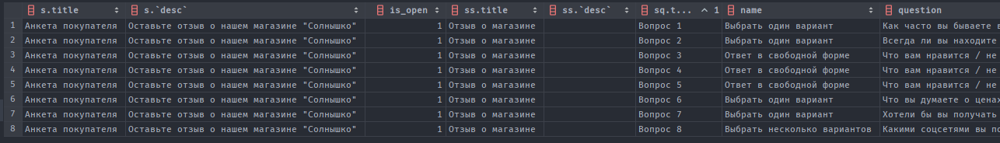 s.title s.`desc` is_open ss.title ss.`desc` sq.t... 1 name question
1 Анкета покупателя Оставьте отзыв о нашем магазине "Солнышко" 1 Отзыв о магазине Вопрос 1 Выбрать один вариант Как часто вы бываете в
2 Анкета покупателя Оставьте отзыв о нашем магазине "Солнышко" 1 Отзыв о магазине Вопрос 2 Выбрать один вариант Всегда ли вы находите
3 Анкета покупателя Оставьте отзыв о нашем магазине "Солнышко" 1 Отзыв о магазине Вопрос 3 Ответ в свободной форме Что вам нравится / не
4 Анкета покупателя Оставьте отзыв о нашем магазине "Солнышко" 1 Отзыв о магазине Вопрос 4 Ответ в свободной форме Что вам нравится / не
5 Анкета покупателя Оставьте отзыв о нашем магазине "Солнышко" 1 Отзыв о магазине Вопрос 5 Ответ в свободной форме Что вам нравится / не
6 Анкета покупателя Оставьте отзыв о нашем магазине "Солнышко" 1 Отзыв о магазине Вопрос 6 Выбрать один вариант Что вы думаете о ценах
7 Анкета покупателя Оставьте отзыв о нашем магазине "Солнышко" 1 Отзыв о магазине Вопрос 7 Выбрать один вариант Хотели бы вы получать
8 Анкета покупателя Оставьте отзыв о нашем магазине "Солнышко" 1 Отзыв о магазине Вопрос 8 Выбрать несколько вариантов Какими соцсетями вы по